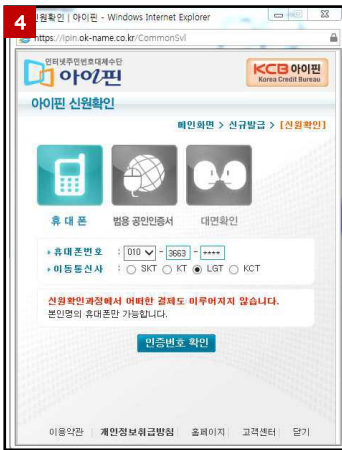 4
원확인 | 아이핀 - Windows Internet Explorer
https://ipin.ok-name.co.kr/CommonSvl
인터넷주민번호대체수단
아이핀
KCB 아이핀
Korea Credit Bureau
아이핀 신원확인
메인화면 > 신규발급 > [신원확인]
휴 대 폰
범용 공인인증서
대면확인
휴대폰번호 : 010 - 3663 - ****
이동통신사 : SKT KT LGT KCT
신원확인과정에서 어떠한 결제도 이루어지지 않습니다.
본인명의 휴대폰만 가능합니다.
인증번호 확인
이용약관 개인정보취급방침 홈페이지 고객센터 닫기